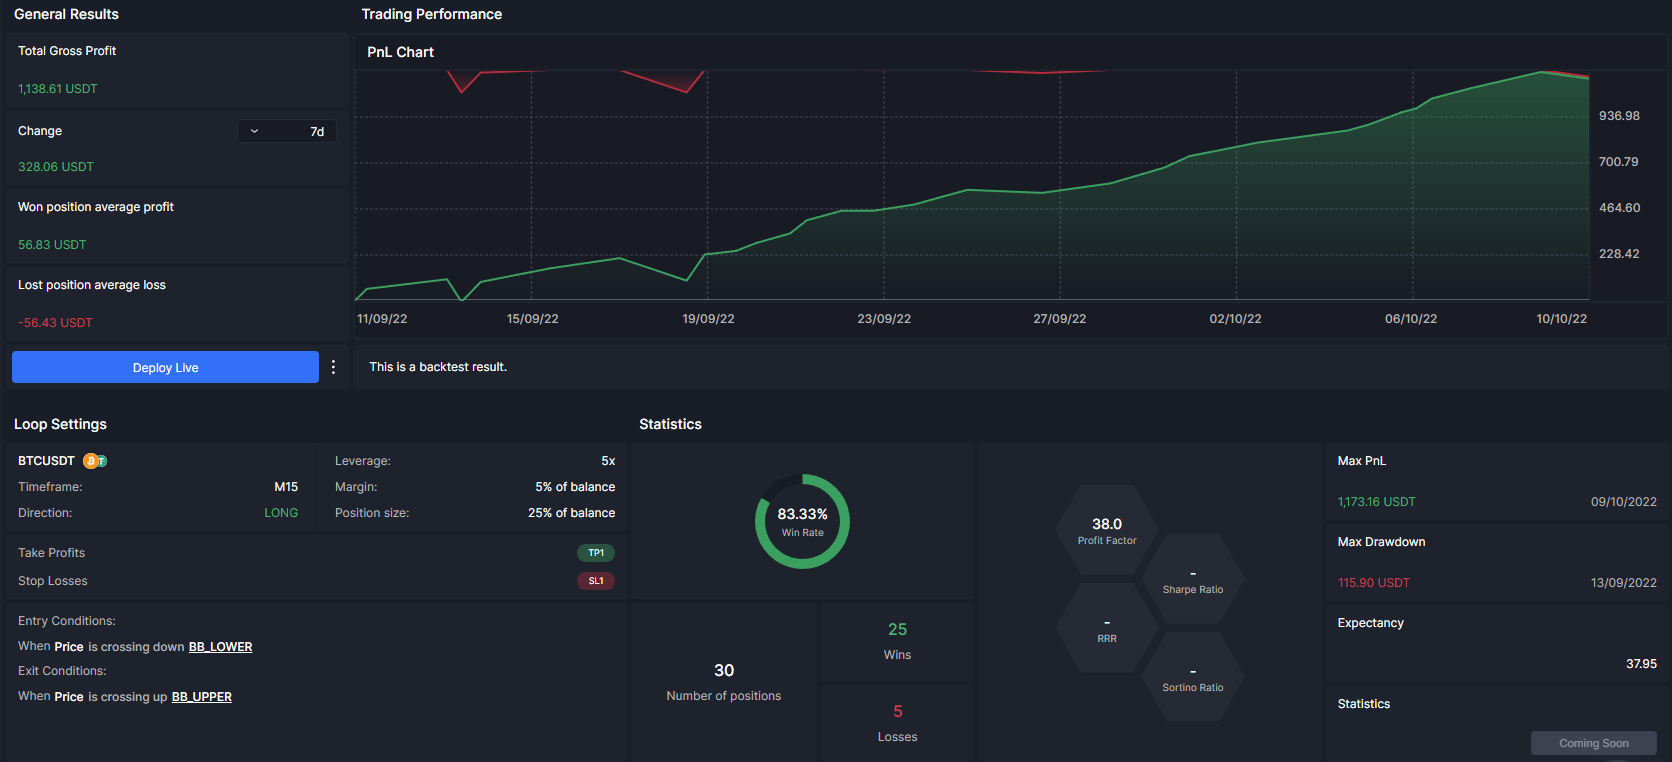 General Results
Total Gross Profit
1,138.61 USDT
Change
7d
328.06 USDT
Won position average profit
56.83 USDT
Lost position average loss
-56.43 USDT
Deploy Live
Trading Performance
PnL Chart
936.98
700.79
464.60
228.42
11/09/22 15/09/22 19/09/22 23/09/22 27/09/22 02/10/22 06/10/22 10/10/22
This is a backtest result.
Loop Settings
BTCUSDT
Timeframe: M15
Direction: LONG
Leverage: 5x
Margin: 5% of balance
Position size: 25% of balance
Take Profits TP1
Stop Losses SL1
Entry Conditions:
When Price is crossing down BB_LOWER
Exit Conditions:
When Price is crossing up BB_UPPER
Statistics
83.33%
Win Rate
30
Number of positions
25
Wins
5
Losses
38.0
Profit Factor
-
Sharpe Ratio
-
RRR
-
Sortino Ratio
Max PnL
1,173.16 USDT 09/10/2022
Max Drawdown
115.90 USDT 13/09/2022
Expectancy
37.95
Statistics
Coming Soon